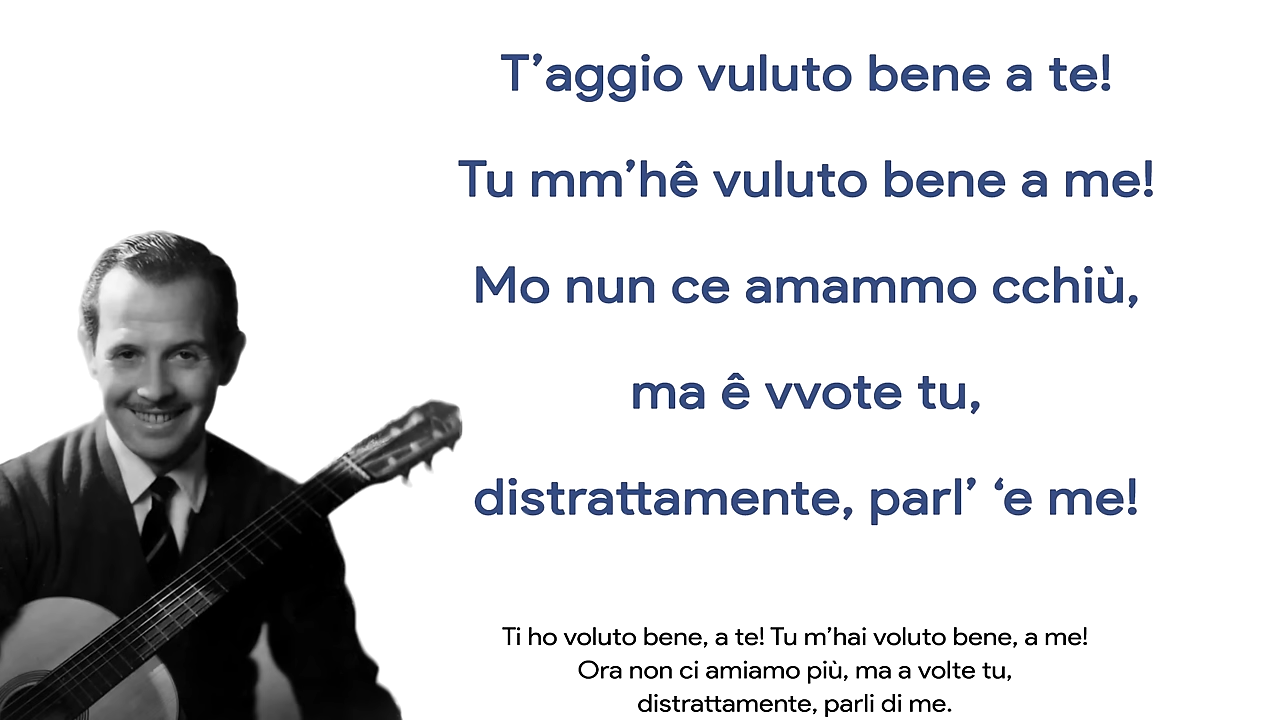 T’aggio vuluto bene a te!
Tu mm’hê vuluto bene a me!
Mo nun ce amammo cchiù,
ma ê vvote tu,
distrattamente, parl’ ‘e me!
Ti ho voluto bene, a te! Tu m’hai voluto bene, a me!
Ora non ci amiamo più, ma a volte tu,
distrattamente, parli di me.